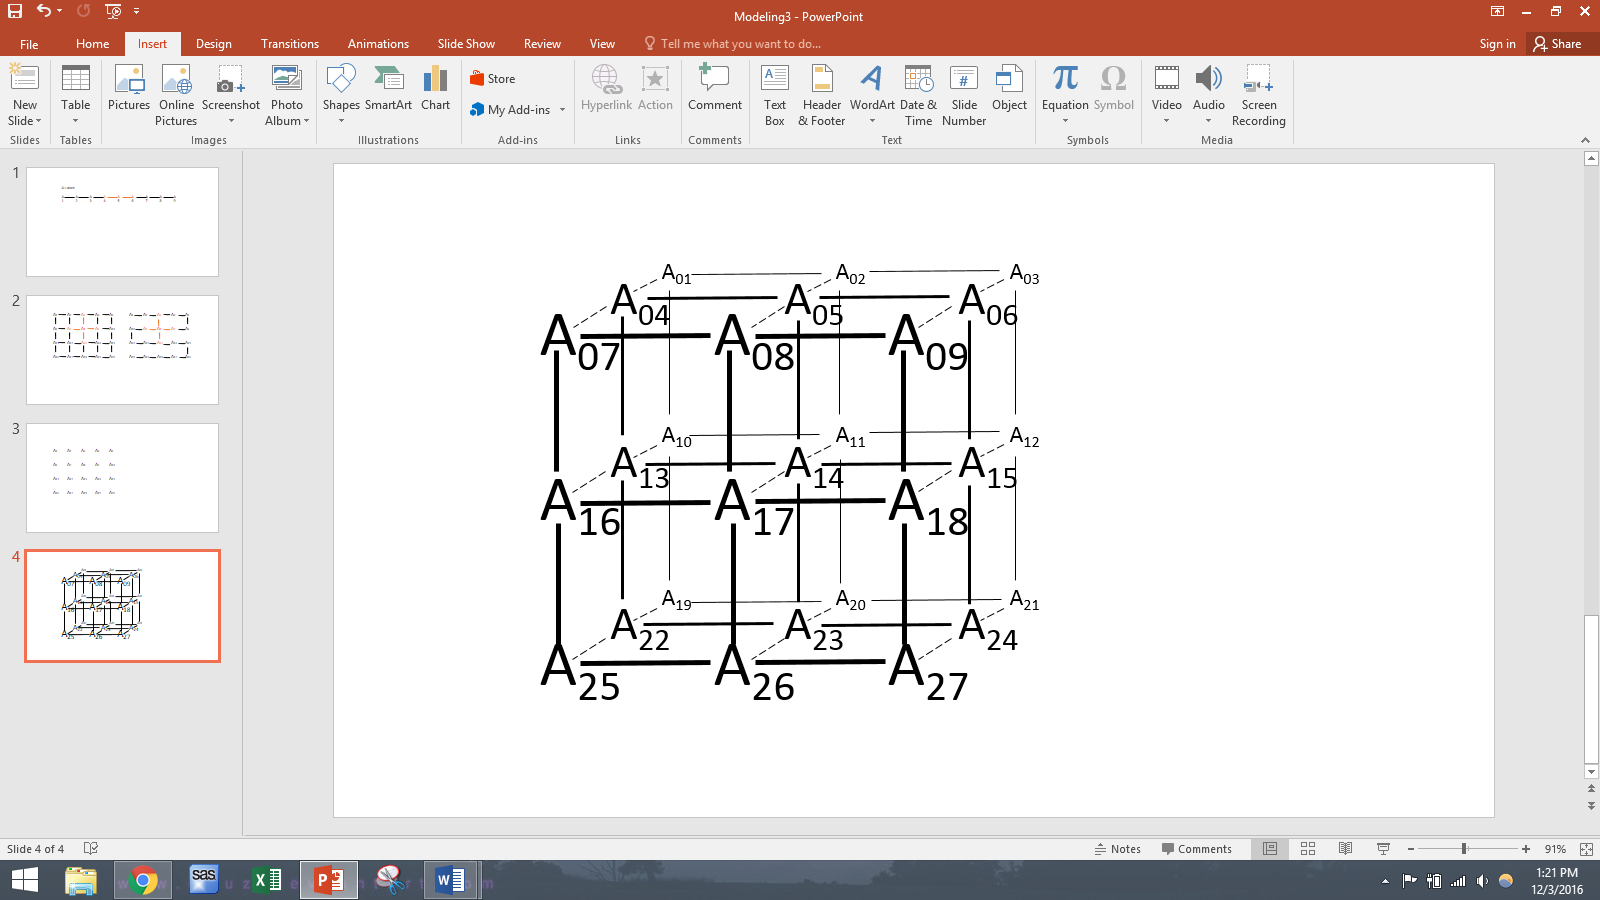 Modeling3 - PowerPoint
File Home Insert Design Transitions Animations Slide Show Review View Tell me what you want to do... Sign in Share
New Slide Table Pictures Online Pictures Screenshot Photo Album Shapes SmartArt Chart Store My Add-ins Hyperlink Action Comment Text Box Header & Footer WordArt Date & Time Slide Number Object Equation Symbol Video Audio Screen Recording
Slides Tables Images Illustrations Add-ins Links Comments Text Symbols Media
1
2
3
4
A01 A02 A03
A04 A05 A06
A07 A08 A09
A10 A11 A12
A13 A14 A15
A16 A17 A18
A19 A20 A21
A22 A23 A24
A25 A26 A27
Slide 4 of 4 Notes Comments 91%
sas
1:21 PM
12/3/2016